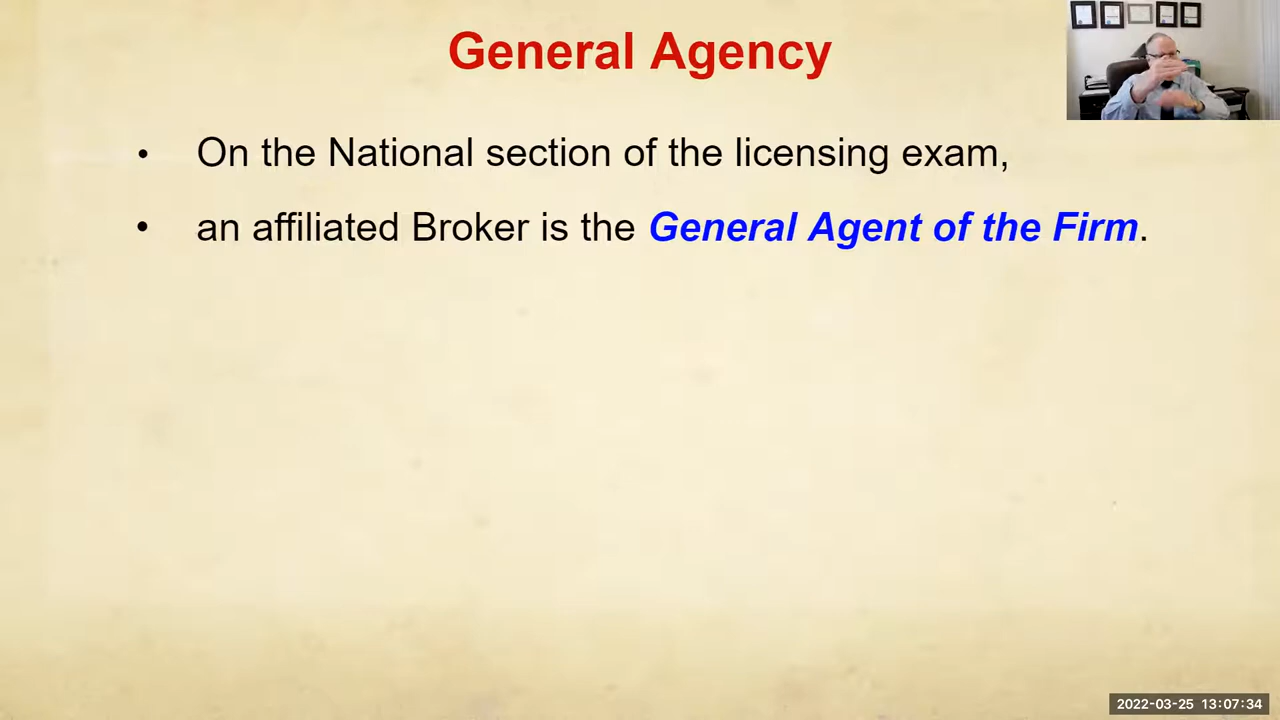 General Agency
• On the National section of the licensing exam,
• an affiliated Broker is the General Agent of the Firm.
2022-03-25 13:07:34